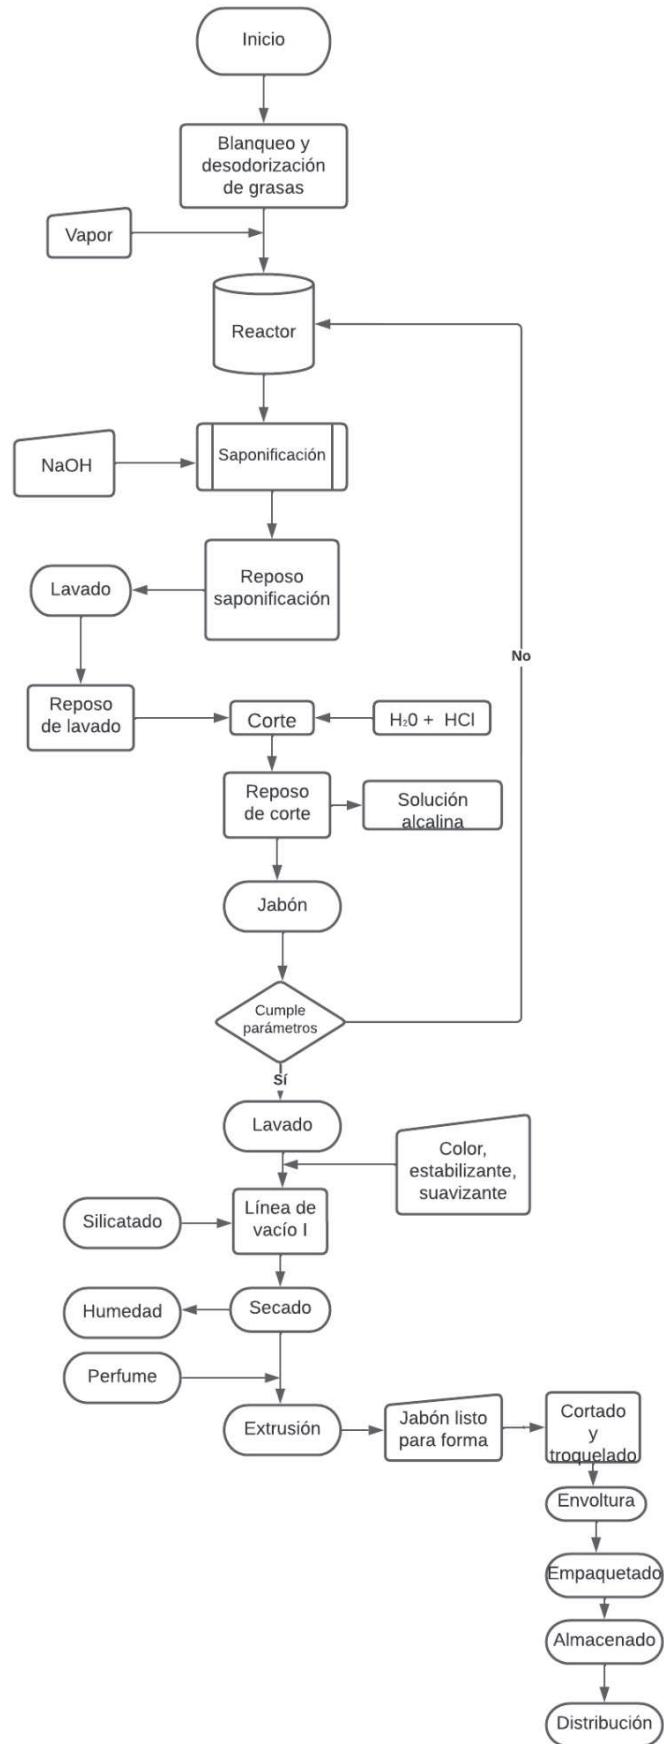 Inicio
Blanqueo y
desodorización
de grasas
Vapor
Reactor
NaOH
Saponificación
Reposo
saponificación
Lavado
No
Reposo
de lavado
Corte
H₂0 + HCl
Reposo
de corte
Solución
alcalina
Jabón
Cumple
parámetros
Sí
Lavado
Color,
estabilizante,
suavizante
Silicatado
Línea de
vacío I
Humedad
Secado
Perfume
Extrusión
Jabón listo
para forma
Cortado
y
troquelado
Envoltura
Empaquetado
Almacenado
Distribución